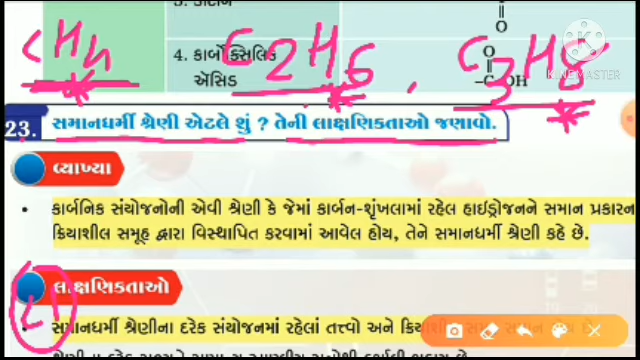 CH4
C2H6 , C3H8
4. કાર્બોક્સિલિક
એસિડ
O
–C–OH
KINEMASTER
23. સમાનધર્મી શ્રેણી એટલે શું ? તેની લાક્ષણિકતાઓ જણાવો.
વ્યાખ્યા
• કાર્બનિક સંયોજનોની એવી શ્રેણી કે જેમાં કાર્બન-શૃંખલામાં રહેલ હાઇડ્રોજનને સમાન પ્રકારન
ક્રિયાશીલ સમૂહ દ્વારા વિસ્થાપિત કરવામાં આવેલ હોય, તેને સમાનધર્મી શ્રેણી કહે છે.
લાક્ષણિકતાઓ
• સમાનધર્મી શ્રેણીના દરેક સંયોજનમાં રહેલાં તત્ત્વો અને